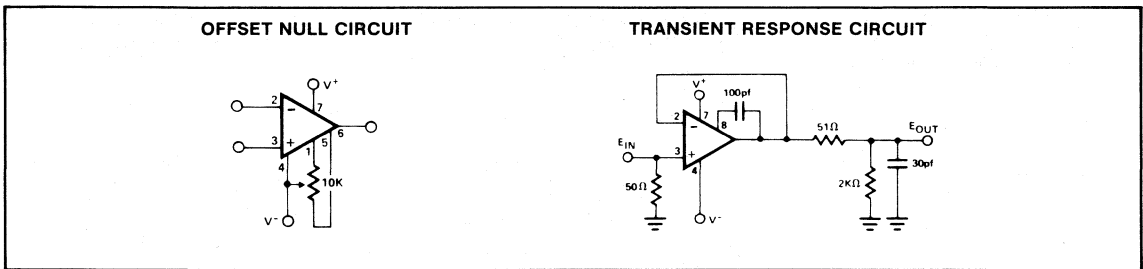 OFFSET NULL CIRCUIT
V+
2
7
−
6
3
+
5
1
4
10K
V-
TRANSIENT RESPONSE CIRCUIT
V+
100pf
2
7
8
−
51Ω
EOUT
EIN
3
+
30pf
4
50Ω
2KΩ
V-